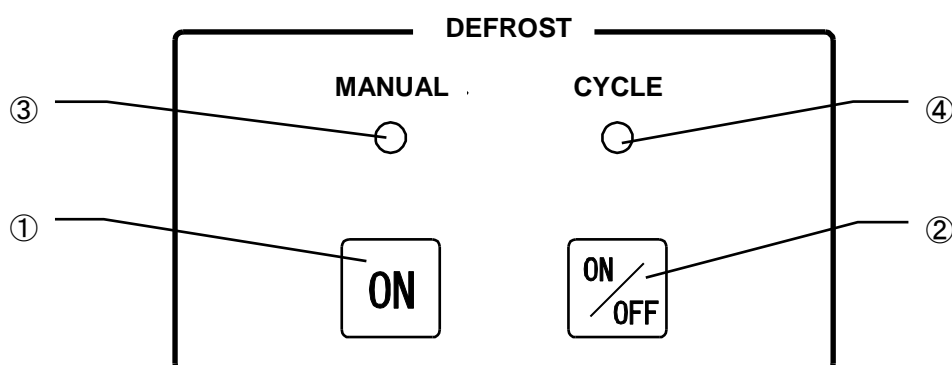 DEFROST
MANUAL CYCLE
③ ④
① ②
ON ON/OFF